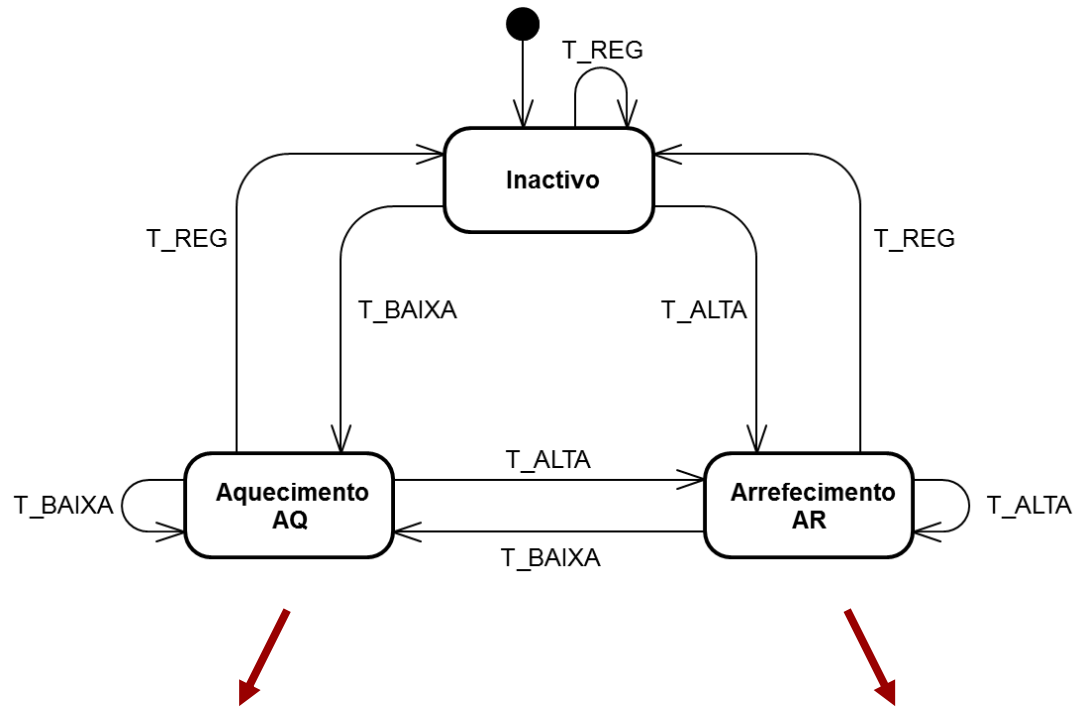 T_REG
Inactivo
T_REG
T_REG
T_BAIXA
T_ALTA
T_ALTA
Aquecimento
AQ
Arrefecimento
AR
T_BAIXA
T_ALTA
T_BAIXA